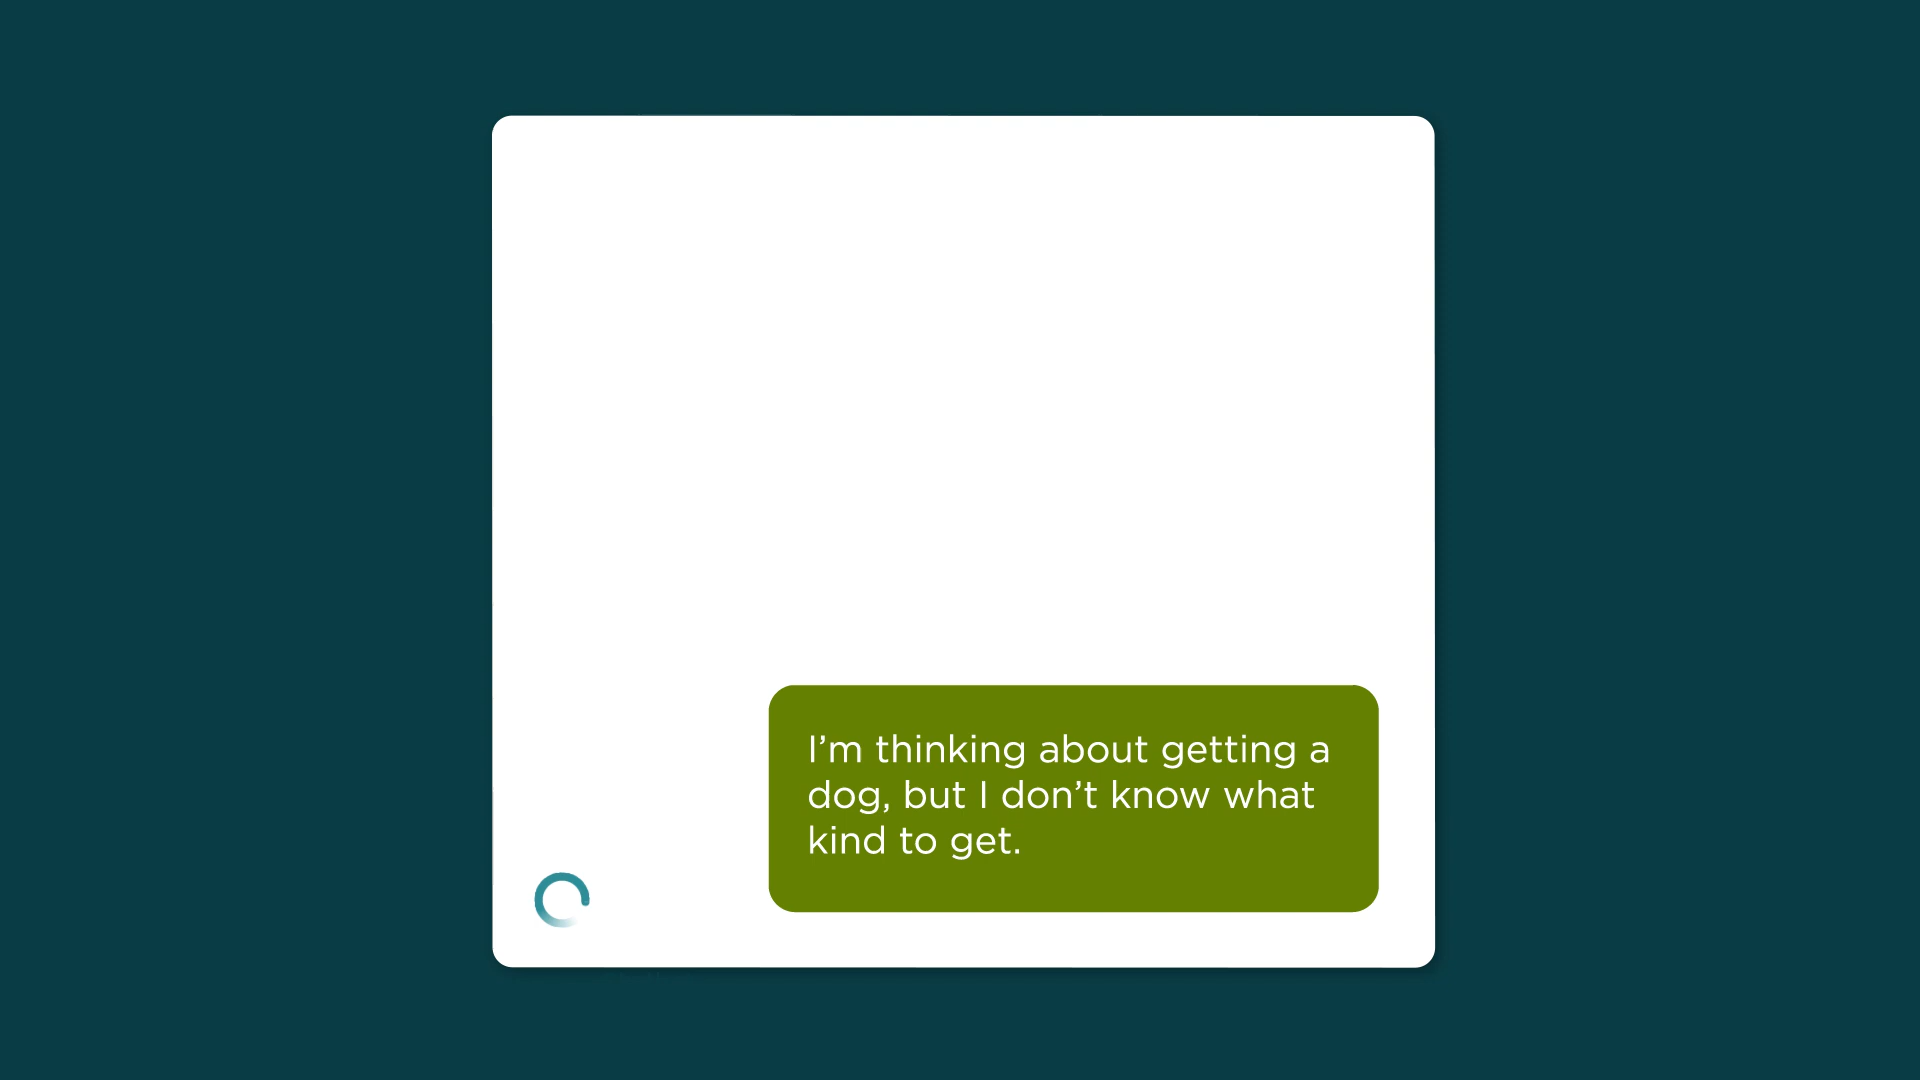 I’m thinking about getting a
dog, but I don’t know what
kind to get.